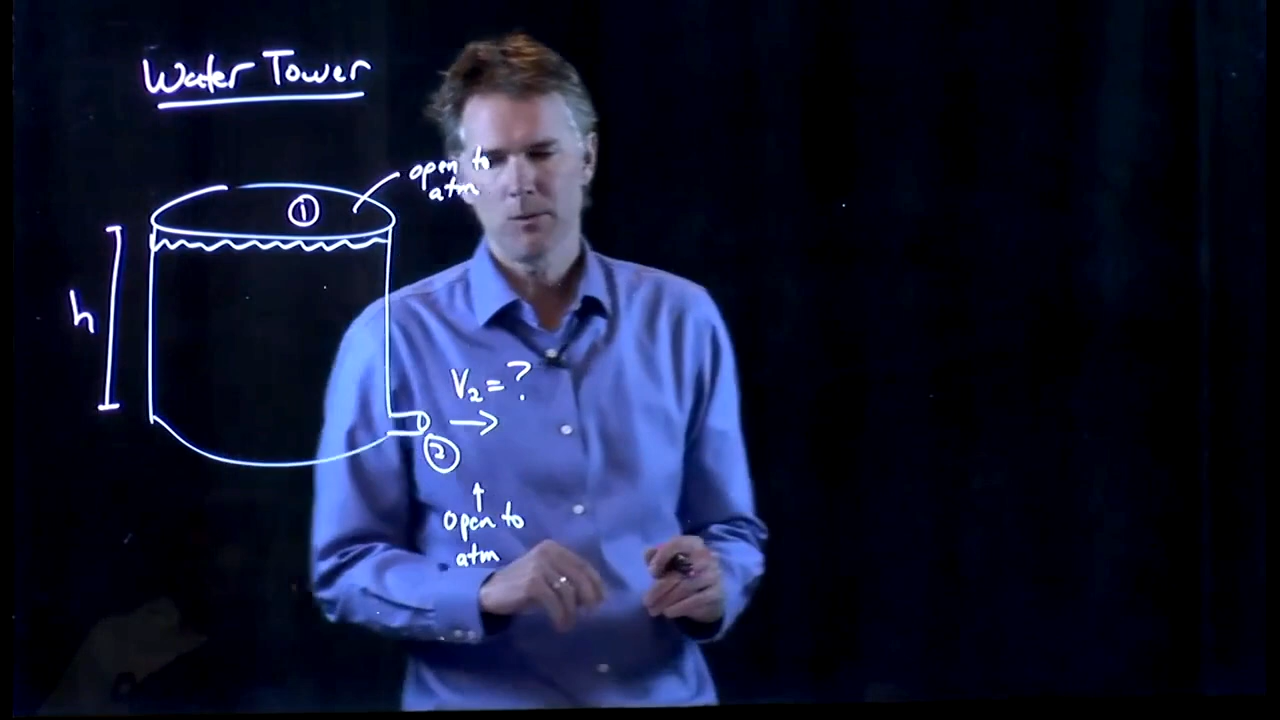 Water Tower
open to
atm
①
h
V₂ = ?
②
open to
atm